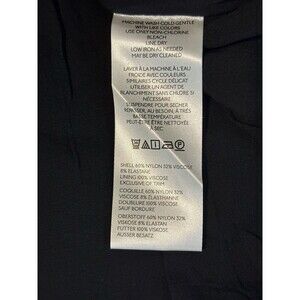 MACHINE WASH COLD-GENTLE
WITH LIKE COLORS
USE ONLY NON-CHLORINE
BLEACH
LINE DRY
LOW IRON AS NEEDED
MAY BE DRY CLEANED
LAVER À LA MACHINE À L'EAU
FROIDE AVEC COULEURS
SIMILAIRES CYCLE DÉLICAT
UTILISER UN AGENT DE
BLANCHIMENT SANS CHLORE SI
NÉCESSAIRE
SUSPENDRE POUR SÉCHER
REPASSER, AU BESOIN, À TRÈS
BASSE TEMPÉRATURE
PEUT-ÊTRE ÊTRE NETTOYÉE
À SEC
SHELL 60% NYLON 32% VISCOSE
8% ELASTANE
LINING 100% VISCOSE
EXCLUSIVE OF TRIM
COQUILLE 60% NYLON 32%
VISCOSE 8% ÉLASTHANNE
DOUBLURE 100% VISCOSE
SAUF BORDURE
OBERSTOFF 60% NYLON 32%
VISKOSE 8% ELASTAN
FUTTER 100% VISKOSE
AUSSER BESATZ